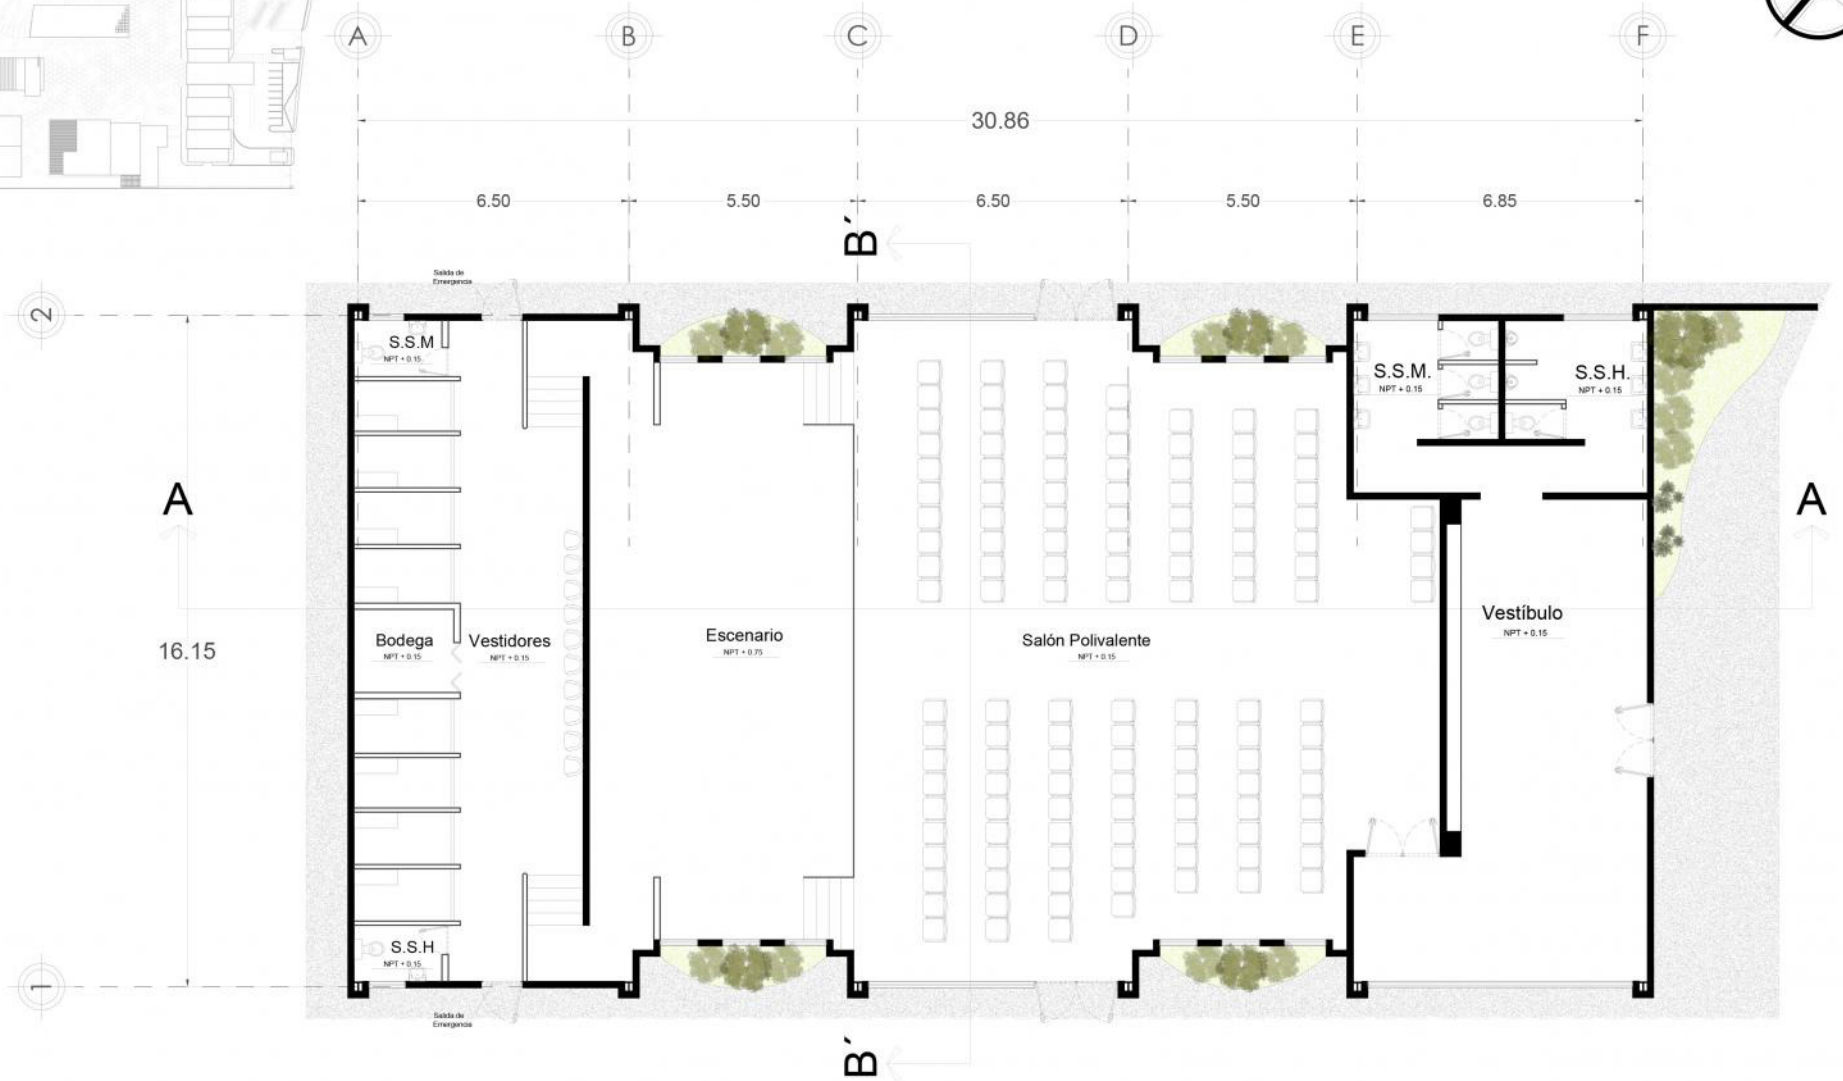 A B C D E F
30.86
6.50 5.50 6.50 5.50 6.85
B´
Salida de
Emergencia
2
S.S.M
NPT + 0.15
S.S.M.
NPT + 0.15
S.S.H.
NPT + 0.15
A
A
Vestíbulo
NPT + 0.15
16.15
Bodega
NPT + 0.15
Vestidores
NPT + 0.15
Escenario
NPT + 0.75
Salón Polivalente
NPT + 0.15
S.S.H
NPT + 0.15
1
Salida de
Emergencia
B´